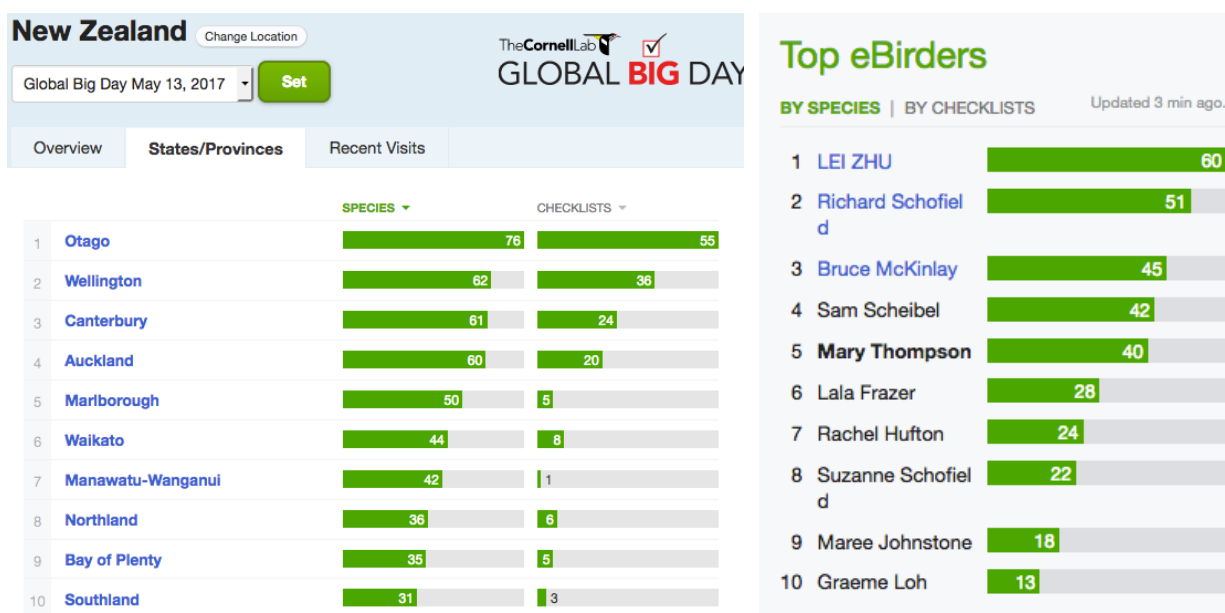 New Zealand Change Location
Global Big Day May 13, 2017 Set
TheCornellLab
GLOBAL BIG DAY
Overview States/Provinces Recent Visits
SPECIES CHECKLISTS
1 Otago 76 55
2 Wellington 62 36
3 Canterbury 61 24
4 Auckland 60 20
5 Marlborough 50 5
6 Waikato 44 8
7 Manawatu-Wanganui 42 1
8 Northland 36 6
9 Bay of Plenty 35 5
10 Southland 31 3
Top eBirders
BY SPECIES | BY CHECKLISTS Updated 3 min ago.
1 LEI ZHU 60
2 Richard Schofiel 51
d
3 Bruce McKinlay 45
4 Sam Scheibel 42
5 Mary Thompson 40
6 Lala Frazer 28
7 Rachel Hufton 24
8 Suzanne Schofiel 22
d
9 Maree Johnstone 18
10 Graeme Loh 13